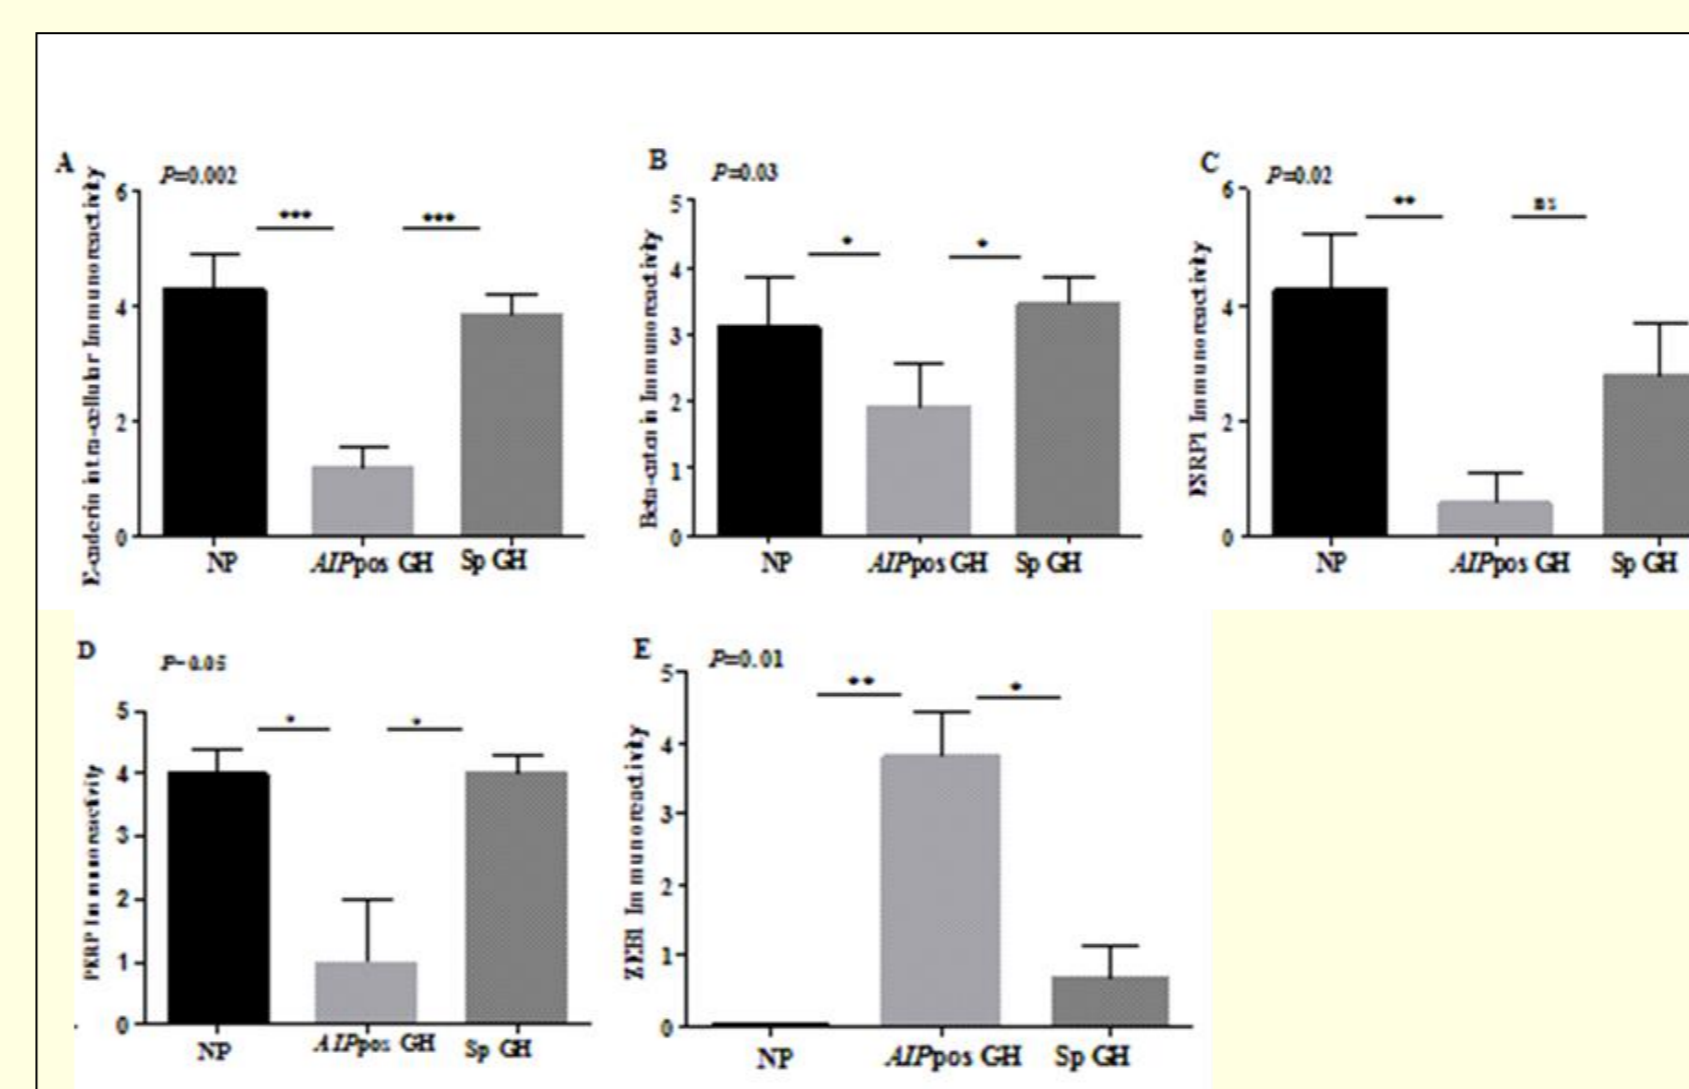 A
P=0.002
E-caderin intra-cellular Immunoreactivity
6
4
2
0
***
***
NP
AIPpos GH
Sp GH
B
P=0.03
Beta-catenin Immunoreactivity
5
4
3
2
1
0
*
*
NP
AIPpos GH
Sp GH
C
P=0.02
ESRP1 Immunoreactivity
6
4
2
0
**
ns
NP
AIPpos GH
Sp GH
D
P=0.05
PERP Immunoreactivity
5
4
3
2
1
0
*
*
NP
AIPpos GH
Sp GH
E
P=0.01
ZEB1 Immunoreactivity
5
4
3
2
1
0
**
*
NP
AIPpos GH
Sp GH